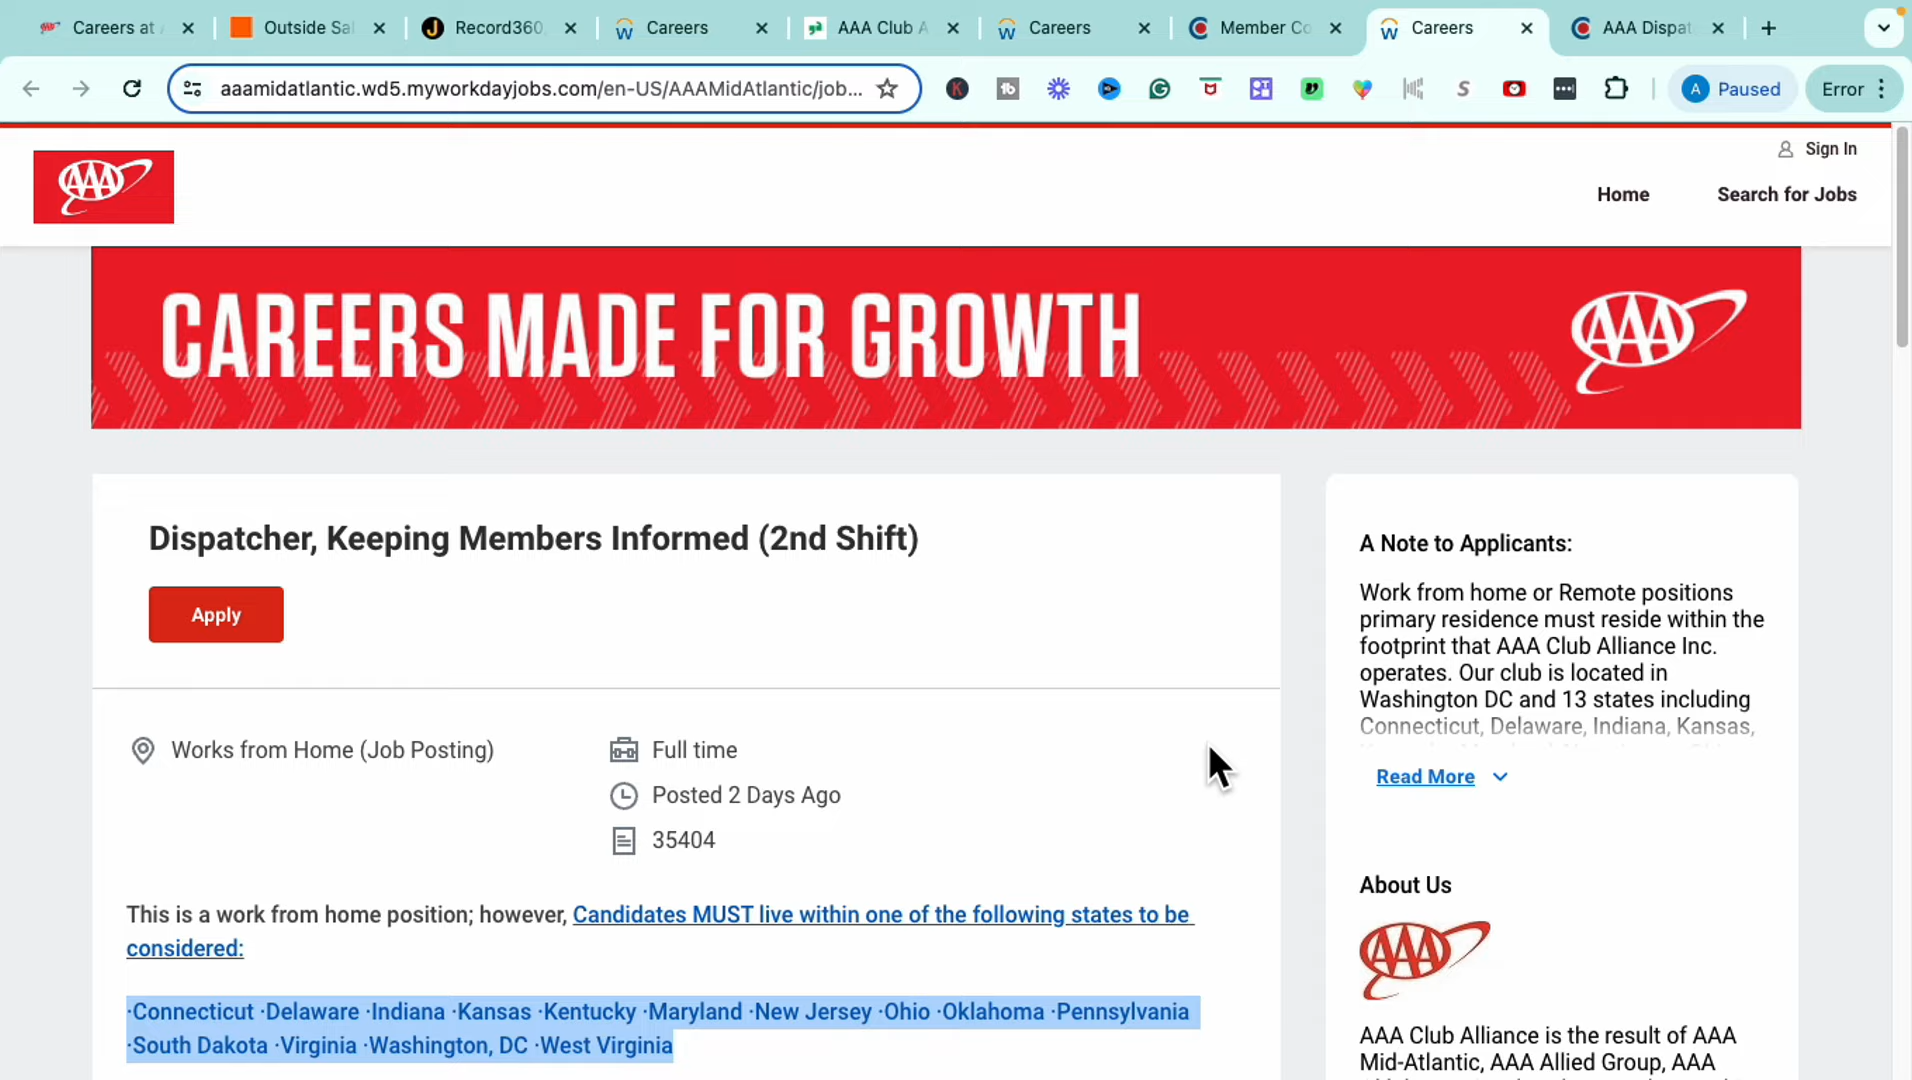 Careers at
Outside Sal
Record360,
Careers
AAA Club A
Careers
Member Co
Careers
AAA Dispat
aaamidatlantic.wd5.myworkdayjobs.com/en-US/AAAMidAtlantic/job...
A
Paused
Error
AAA
Sign In
Home
Search for Jobs
CAREERS MADE FOR GROWTH
AAA
Dispatcher, Keeping Members Informed (2nd Shift)
Apply
Works from Home (Job Posting)
Full time
Posted 2 Days Ago
35404
This is a work from home position; however, Candidates MUST live within one of the following states to be
considered:
·Connecticut ·Delaware ·Indiana ·Kansas ·Kentucky ·Maryland ·New Jersey ·Ohio ·Oklahoma ·Pennsylvania
·South Dakota ·Virginia ·Washington, DC ·West Virginia
A Note to Applicants:
Work from home or Remote positions
primary residence must reside within the
footprint that AAA Club Alliance Inc.
operates. Our club is located in
Washington DC and 13 states including
Connecticut, Delaware, Indiana, Kansas,
Read More
About Us
AAA
AAA Club Alliance is the result of AAA
Mid-Atlantic, AAA Allied Group, AAA